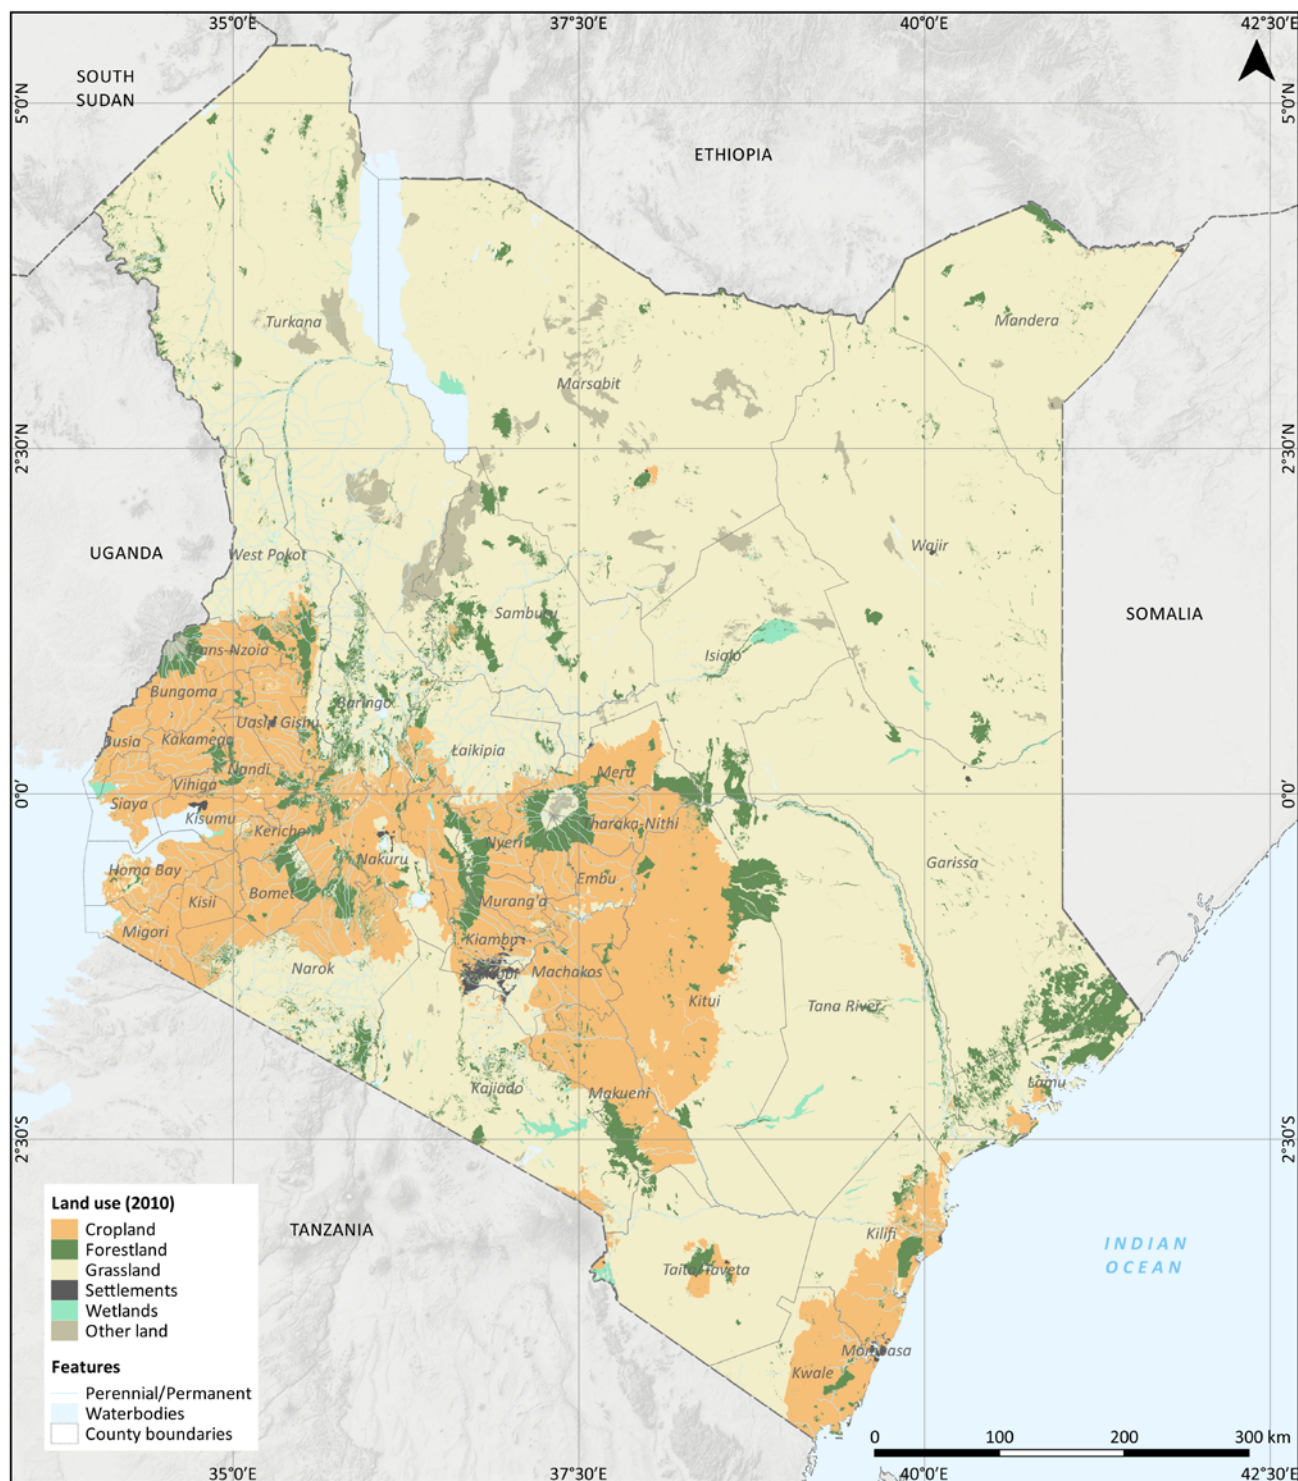 35°0'E 37°30'E 40°0'E 42°30'E
SOUTH
SUDAN
5°0'N 5°0'N
ETHIOPIA
Turkana
Mandera
Marsabit
2°30'N 2°30'N
UGANDA
West Pokot
Wajir
SOMALIA
Samburu
Trans-Nzoia
Isiolo
Bungoma
Baringo
Uasin Gishu
Busia
Kakamega
Laikipia
Nandi
Meru
Vihiga
0°0' 0°0'
Siaya
Kisumu
Tharaka-Nithi
Kericho
Nyeri
Nakuru
Garissa
Homa Bay
Embu
Bomet
Kisii
Murang'a
Migori
Kiambu
Narok
Machakos
Kitui
Tana River
Lamu
Kajiado
Makueni
2°30'S 2°30'S
Land use (2010)
Cropland
Forestland
Grassland
Settlements
Wetlands
Other land
Features
Perennial/Permanent
Waterbodies
County boundaries
TANZANIA
Kilifi
INDIAN
OCEAN
Taita Taveta
Mombasa
Kwale
0 100 200 300 km
35°0'E 37°30'E 40°0'E 42°30'E